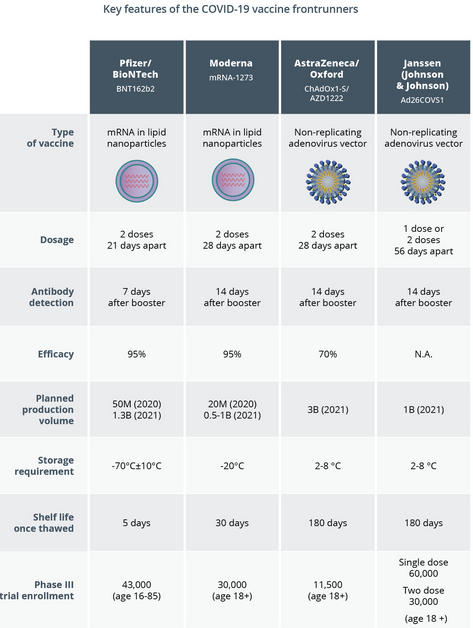 Key features of the COVID-19 vaccine frontrunners
Pfizer/
BioNTech
BNT162b2
Moderna
mRNA-1273
AstraZeneca/
Oxford
ChAdOx1-S/
AZD1222
Janssen
(Johnson
& Johnson)
Ad26COVS1
Type
of vaccine
mRNA in lipid
nanoparticles
mRNA in lipid
nanoparticles
Non-replicating
adenovirus vector
Non-replicating
adenovirus vector
Dosage
2 doses
21 days apart
2 doses
28 days apart
2 doses
28 days apart
1 dose or
2 doses
56 days apart
Antibody
detection
7 days
after booster
14 days
after booster
14 days
after booster
14 days
after booster
Efficacy
95%
95%
70%
N.A.
Planned
production
volume
50M (2020)
1.3B (2021)
20M (2020)
0.5-1B (2021)
3B (2021)
1B (2021)
Storage
requirement
-70°C±10°C
-20°C
2-8 °C
2-8 °C
Shelf life
once thawed
5 days
30 days
180 days
180 days
Phase III
trial enrollment
43,000
(age 16-85)
30,000
(age 18+)
11,500
(age 18+)
Single dose
60,000
Two dose
30,000
(age 18 +)